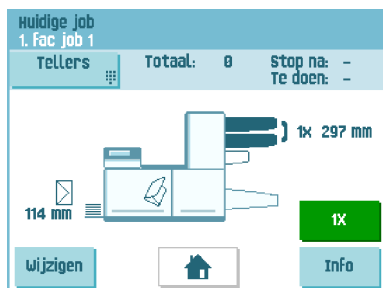 Huidige job
1. Fac job 1
Tellers Totaal: 0 Stop na: -
Te doen: -
1x 297 mm
114 mm
1X
Wijzigen Info